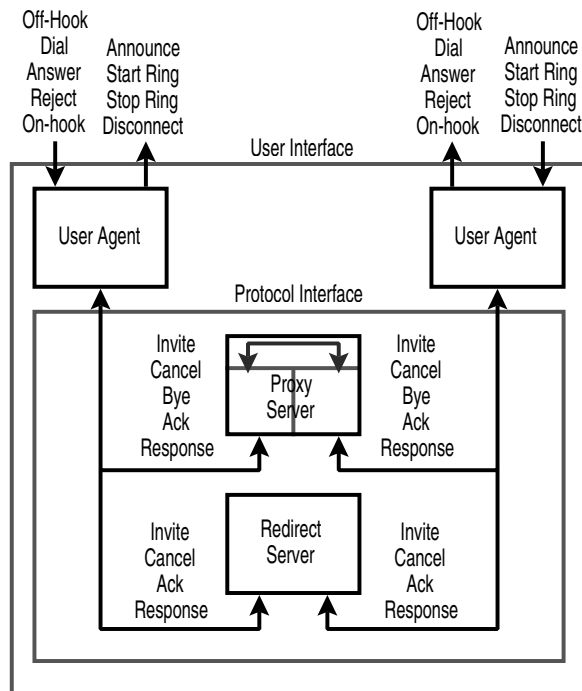 Off-Hook
Dial
Answer
Reject
On-hook
Announce
Start Ring
Stop Ring
Disconnect
Off-Hook
Dial
Answer
Reject
On-hook
Announce
Start Ring
Stop Ring
Disconnect
User Interface
User Agent
User Agent
Protocol Interface
Invite
Cancel
Bye
Ack
Response
Proxy
Server
Invite
Cancel
Bye
Ack
Response
Invite
Cancel
Ack
Response
Redirect
Server
Invite
Cancel
Ack
Response